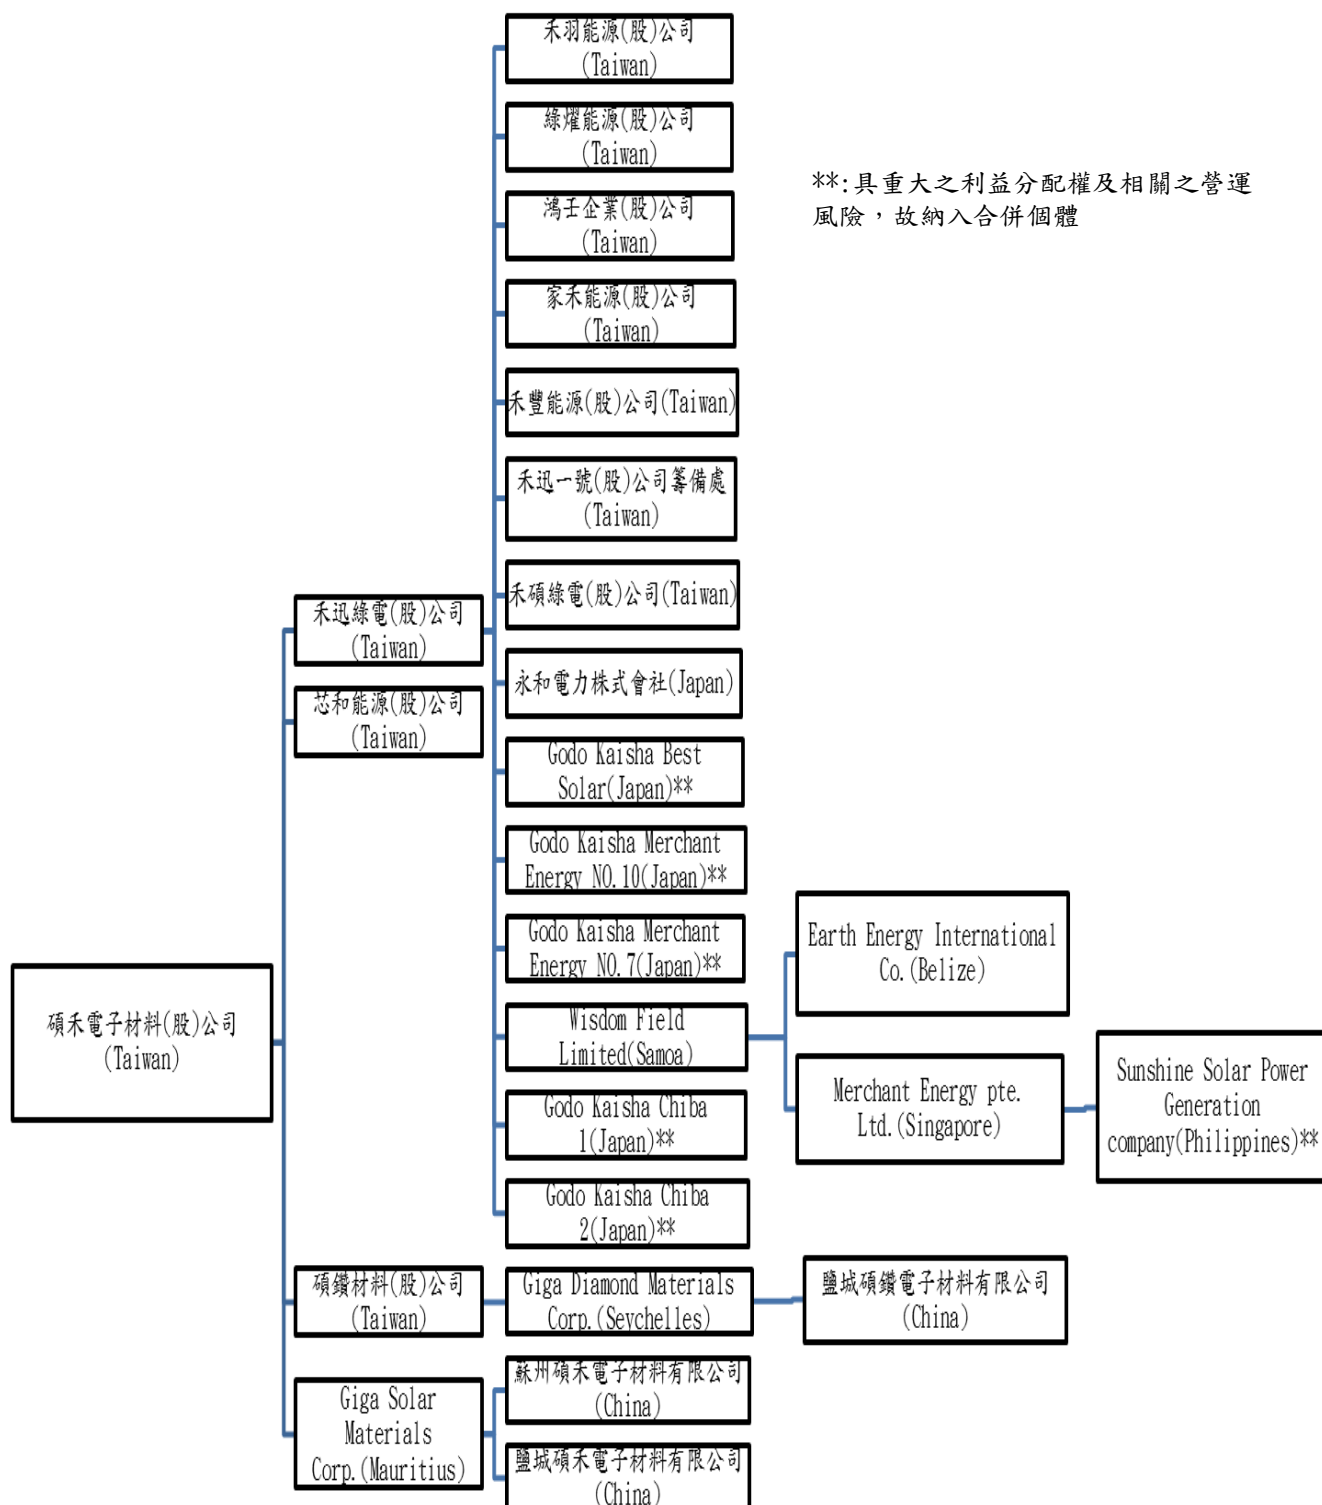 禾羽能源(股)公司
(Taiwan)
綠燿能源(股)公司
(Taiwan)
**:具重大之利益分配權及相關之營運
風險，故納入合併個體
鴻壬企業(股)公司
(Taiwan)
家禾能源(股)公司
(Taiwan)
禾豐能源(股)公司(Taiwan)
禾迅一號(股)公司籌備處
(Taiwan)
禾碩綠電(股)公司(Taiwan)
禾迅綠電(股)公司
(Taiwan)
永和電力株式會社(Japan)
芯和能源(股)公司
(Taiwan)
Godo Kaisha Best
Solar(Japan)**
Godo Kaisha Merchant
Energy NO.10(Japan)**
Godo Kaisha Merchant
Energy NO.7(Japan)**
Earth Energy International
Co.(Belize)
碩禾電子材料(股)公司
(Taiwan)
Wisdom Field
Limited(Samoa)
Merchant Energy pte.
Ltd.(Singapore)
Sunshine Solar Power
Generation
company(Philippines)**
Godo Kaisha Chiba
1(Japan)**
Godo Kaisha Chiba
2(Japan)**
碩鑽材料(股)公司
(Taiwan)
Giga Diamond Materials
Corp.(Seychelles)
鹽城碩鑽電子材料有限公司
(China)
Giga Solar
Materials
Corp.(Mauritius)
蘇州碩禾電子材料有限公司
(China)
鹽城碩禾電子材料有限公司
(China)